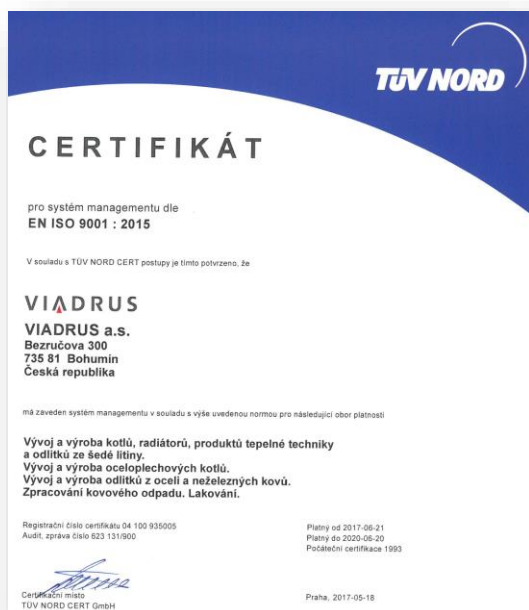 TÜV NORD
CERTIFIKÁT
pro systém managementu dle
EN ISO 9001 : 2015
V souladu s TÜV NORD CERT postupy je tímto potvrzeno, že
VIADRUS
VIADRUS a.s.
Bezručova 300
735 81 Bohumín
Česká republika
má zaveden systém managementu v souladu s výše uvedenou normou pro následující obor platnosti
Vývoj a výroba kotlů, radiátorů, produktů tepelné techniky
a odlitků ze šedé litiny.
Vývoj a výroba oceloplechových kotlů.
Vývoj a výroba odlitků z oceli a neželezných kovů.
Zpracování kovového odpadu. Lakování.
Registrační číslo certifikátu 04 100 935005
Audit, zpráva číslo 623 131/900
Platný od 2017-06-21
Platný do 2020-06-20
Počáteční certifikace 1993
Certifikační místo
TÜV NORD CERT GmbH
Praha, 2017-05-18